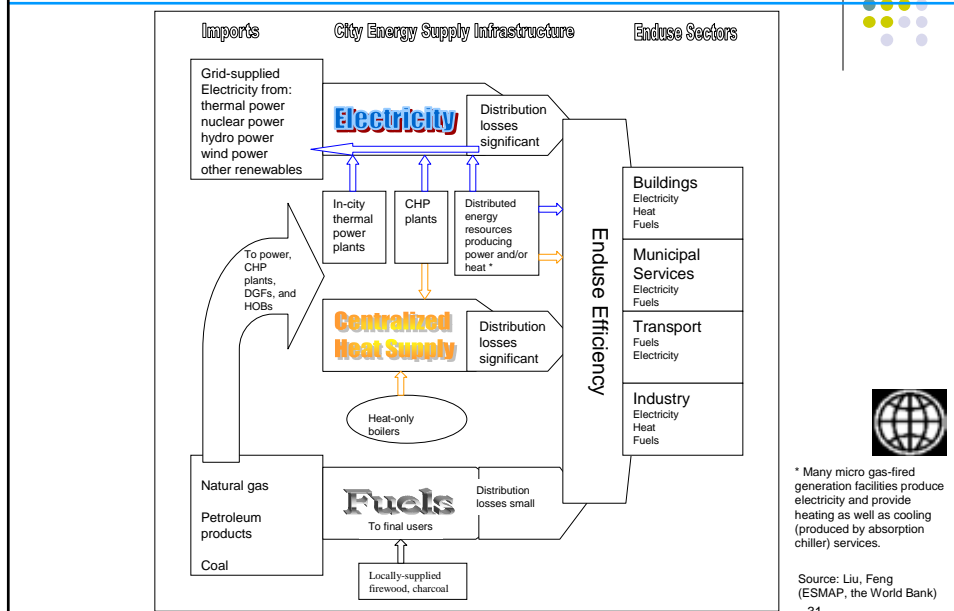 Imports
City Energy Supply Infrastructure
Enduse Sectors
Grid-supplied
Electricity from:
thermal power
nuclear power
hydro power
wind power
other renewables
Electricity
Distribution
losses
significant
In-city
thermal
power
plants
CHP
plants
Distributed
energy
resources
producing
power and/or
heat *
To power,
CHP
plants,
DGFs, and
HOBs
Centralized
Heat Supply
Distribution
losses
significant
Heat-only
boilers
Natural gas
Petroleum
products
Coal
Fuels
To final users
Distribution
losses small
Locally-supplied
firewood, charcoal
Enduse Efficiency
Buildings
Electricity
Heat
Fuels
Municipal
Services
Electricity
Fuels
Transport
Fuels
Electricity
Industry
Electricity
Heat
Fuels
* Many micro gas-fired
generation facilities produce
electricity and provide
heating as well as cooling
(produced by absorption
chiller) services.
Source: Liu, Feng
(ESMAP, the World Bank)